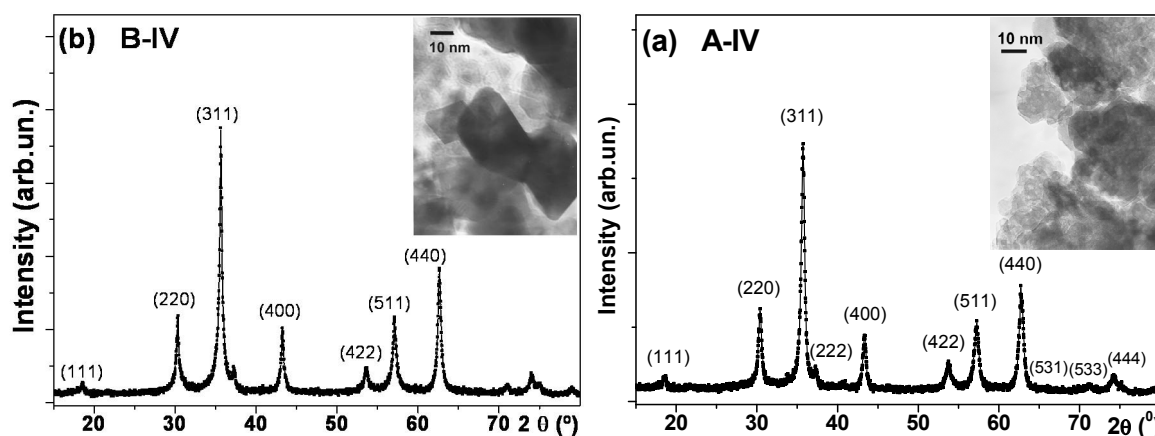 (b) B-IV
10 nm
(311)
(220)
(111)
(400)
(422)
(511)
(440)
Intensity (arb.un.)
20 30 40 50 60 70 2 θ (º)
(a) A-IV
10 nm
(311)
(220)
(111)
(222)
(400)
(422)
(511)
(440)
(531)
(533)
(444)
Intensity (arb.un.)
20 30 40 50 60 70 2θ (⁰